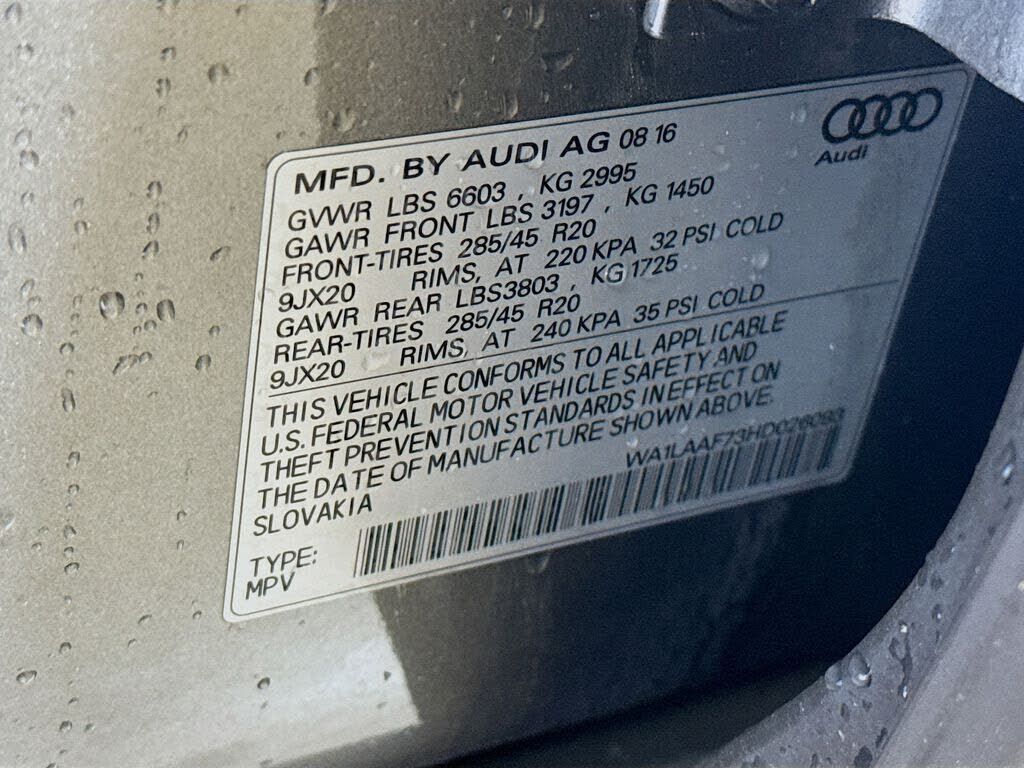 Audi
MFD. BY AUDI AG 08 16
GVWR LBS 6603 , KG 2995
GAWR FRONT LBS 3197 , KG 1450
FRONT-TIRES 285/45 R20
9JX20 RIMS, AT 220 KPA 32 PSI COLD
GAWR REAR LBS3803 , KG 1725
REAR-TIRES 285/45 R20
9JX20 RIMS, AT 240 KPA 35 PSI COLD
THIS VEHICLE CONFORMS TO ALL APPLICABLE
U.S. FEDERAL MOTOR VEHICLE SAFETY AND
THEFT PREVENTION STANDARDS IN EFFECT ON
THE DATE OF MANUFACTURE SHOWN ABOVE.
SLOVAKIA
WA1LAAF73HD026093
TYPE:
MPV